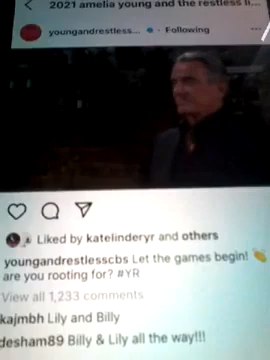 2021 amelia young and the restless li...
youngandrestless... • Following
Liked by katelinderyr and others
youngandrestlesscbs Let the games begin! 👏
are you rooting for? #YR
View all 1,233 comments
kajmbh Lily and Billy
desham89 Billy & Lily all the way!!!